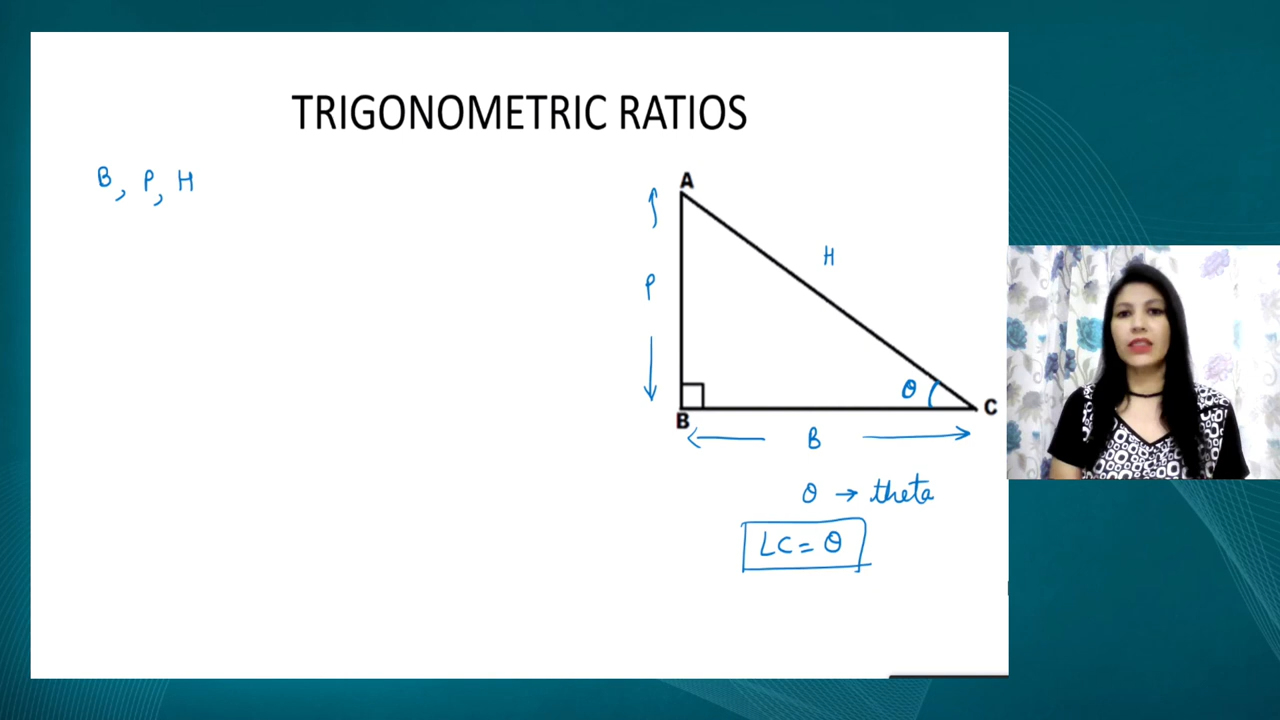 TRIGONOMETRIC RATIOS
B, P, H
A
H
P
θ
B
C
B
θ → theta
∠C = θ